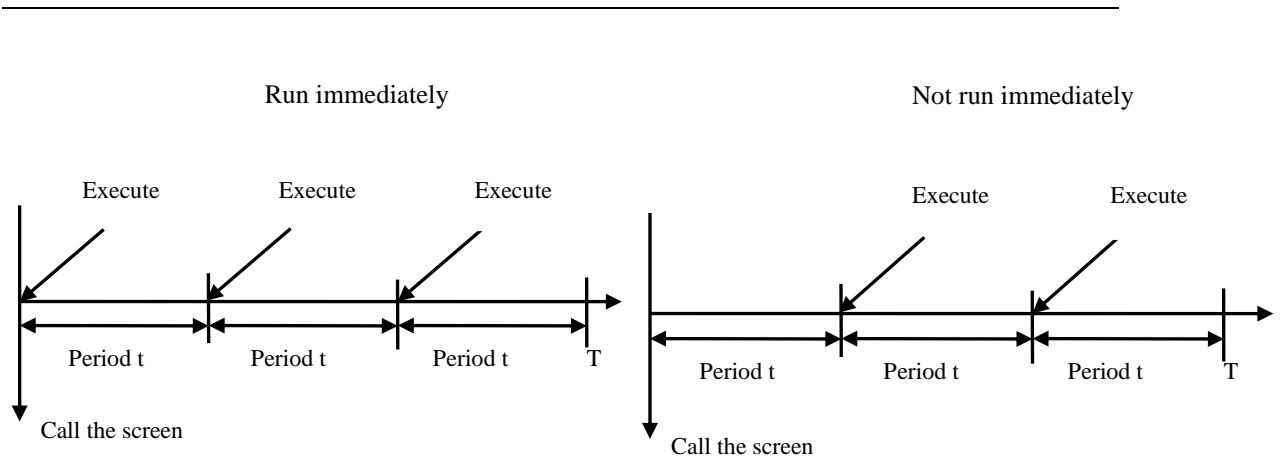 Run immediately
Not run immediately
Execute Execute Execute
Execute Execute
Period t Period t Period t T
Period t Period t Period t T
Call the screen
Call the screen